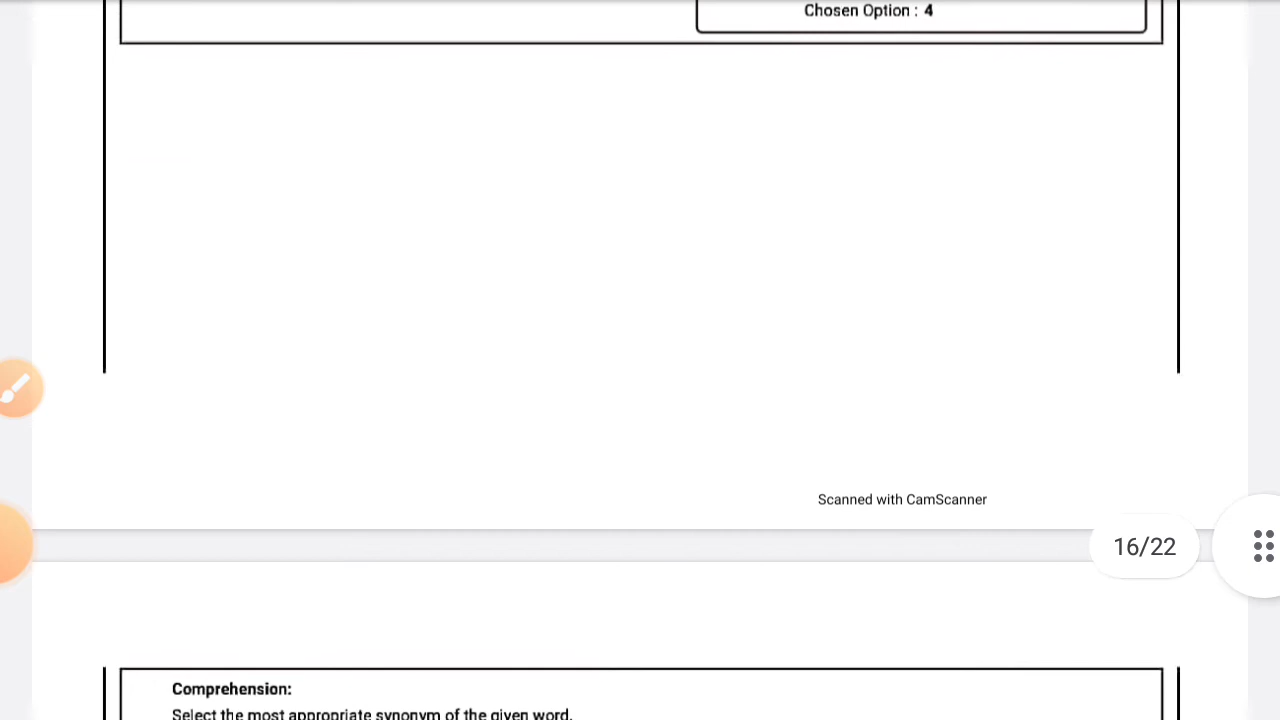 Chosen Option : 4
Scanned with CamScanner
16/22
Comprehension:
Select the most appropriate synonym of the given word.